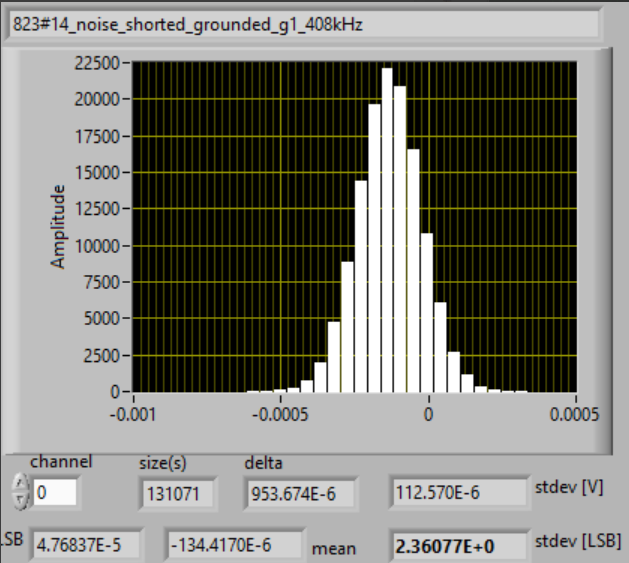 823#14_noise_shorted_grounded_g1_408kHz
22500
20000
17500
15000
12500
10000
7500
5000
2500
0
Amplitude
-0.001 -0.0005 0 0.0005
channel size(s) delta
0 131071 953.674E-6 112.570E-6 stdev [V]
LSB 4.76837E-5 -134.4170E-6 mean 2.36077E+0 stdev [LSB]